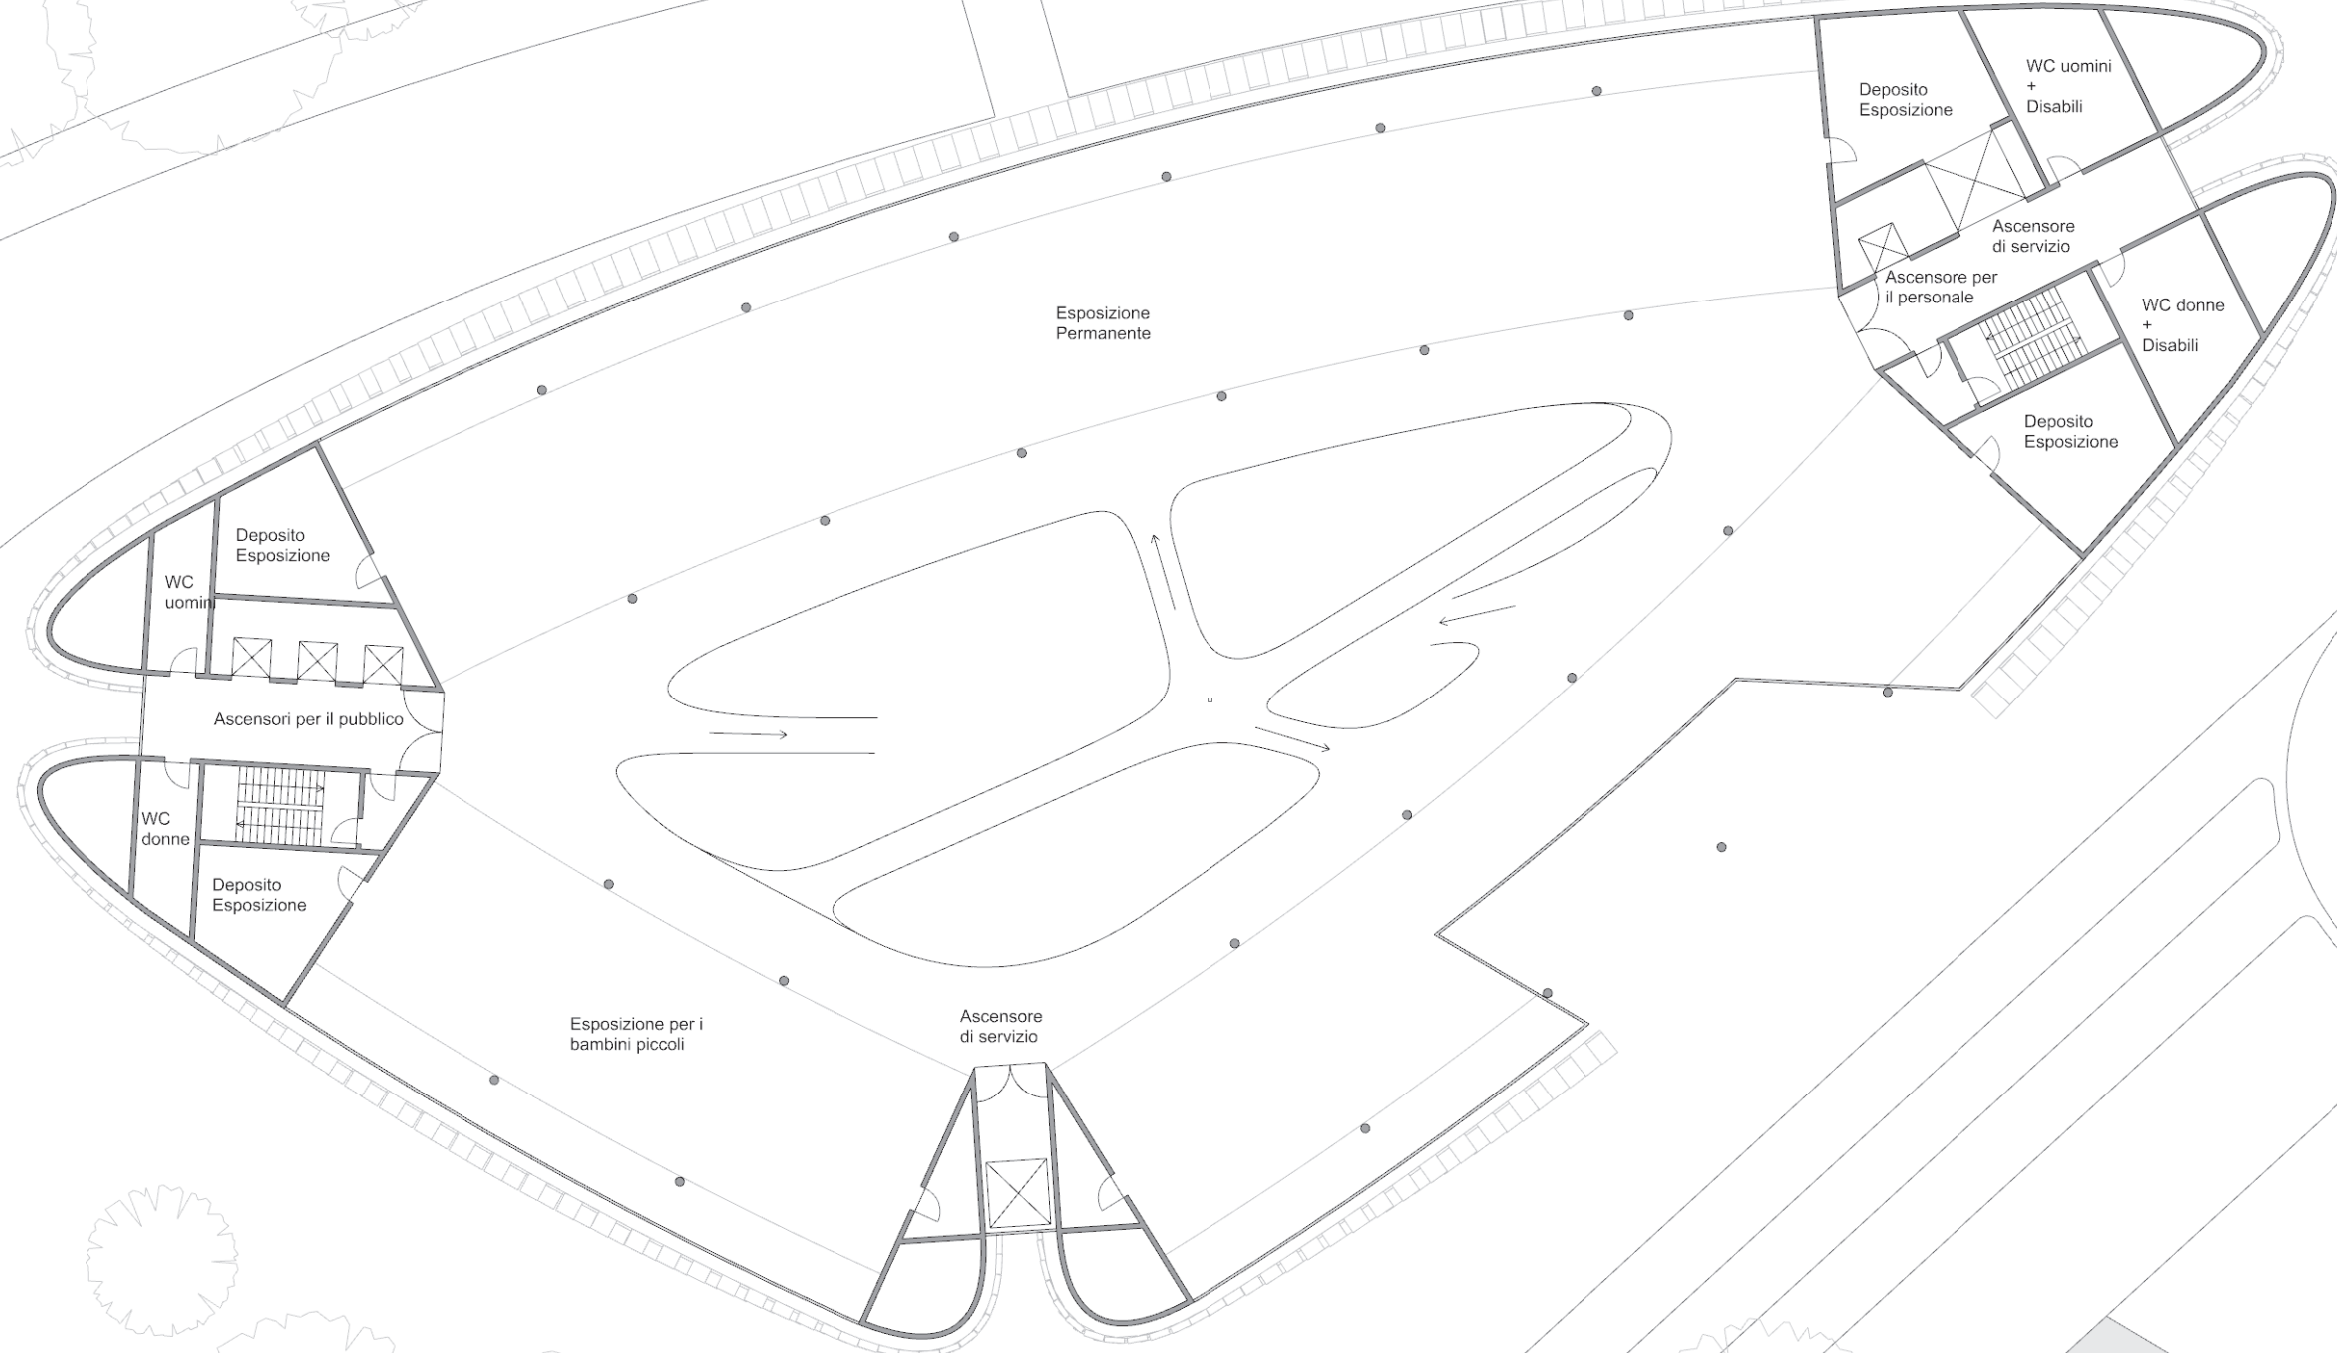 WC uomini
+
Disabili
Deposito
Esposizione
Ascensore
di servizio
Ascensore per
il personale
WC donne
+
Disabili
Esposizione
Permanente
Deposito
Esposizione
Deposito
Esposizione
WC
uomini
Ascensori per il pubblico
WC
donne
Deposito
Esposizione
Esposizione per i
bambini piccoli
Ascensore
di servizio